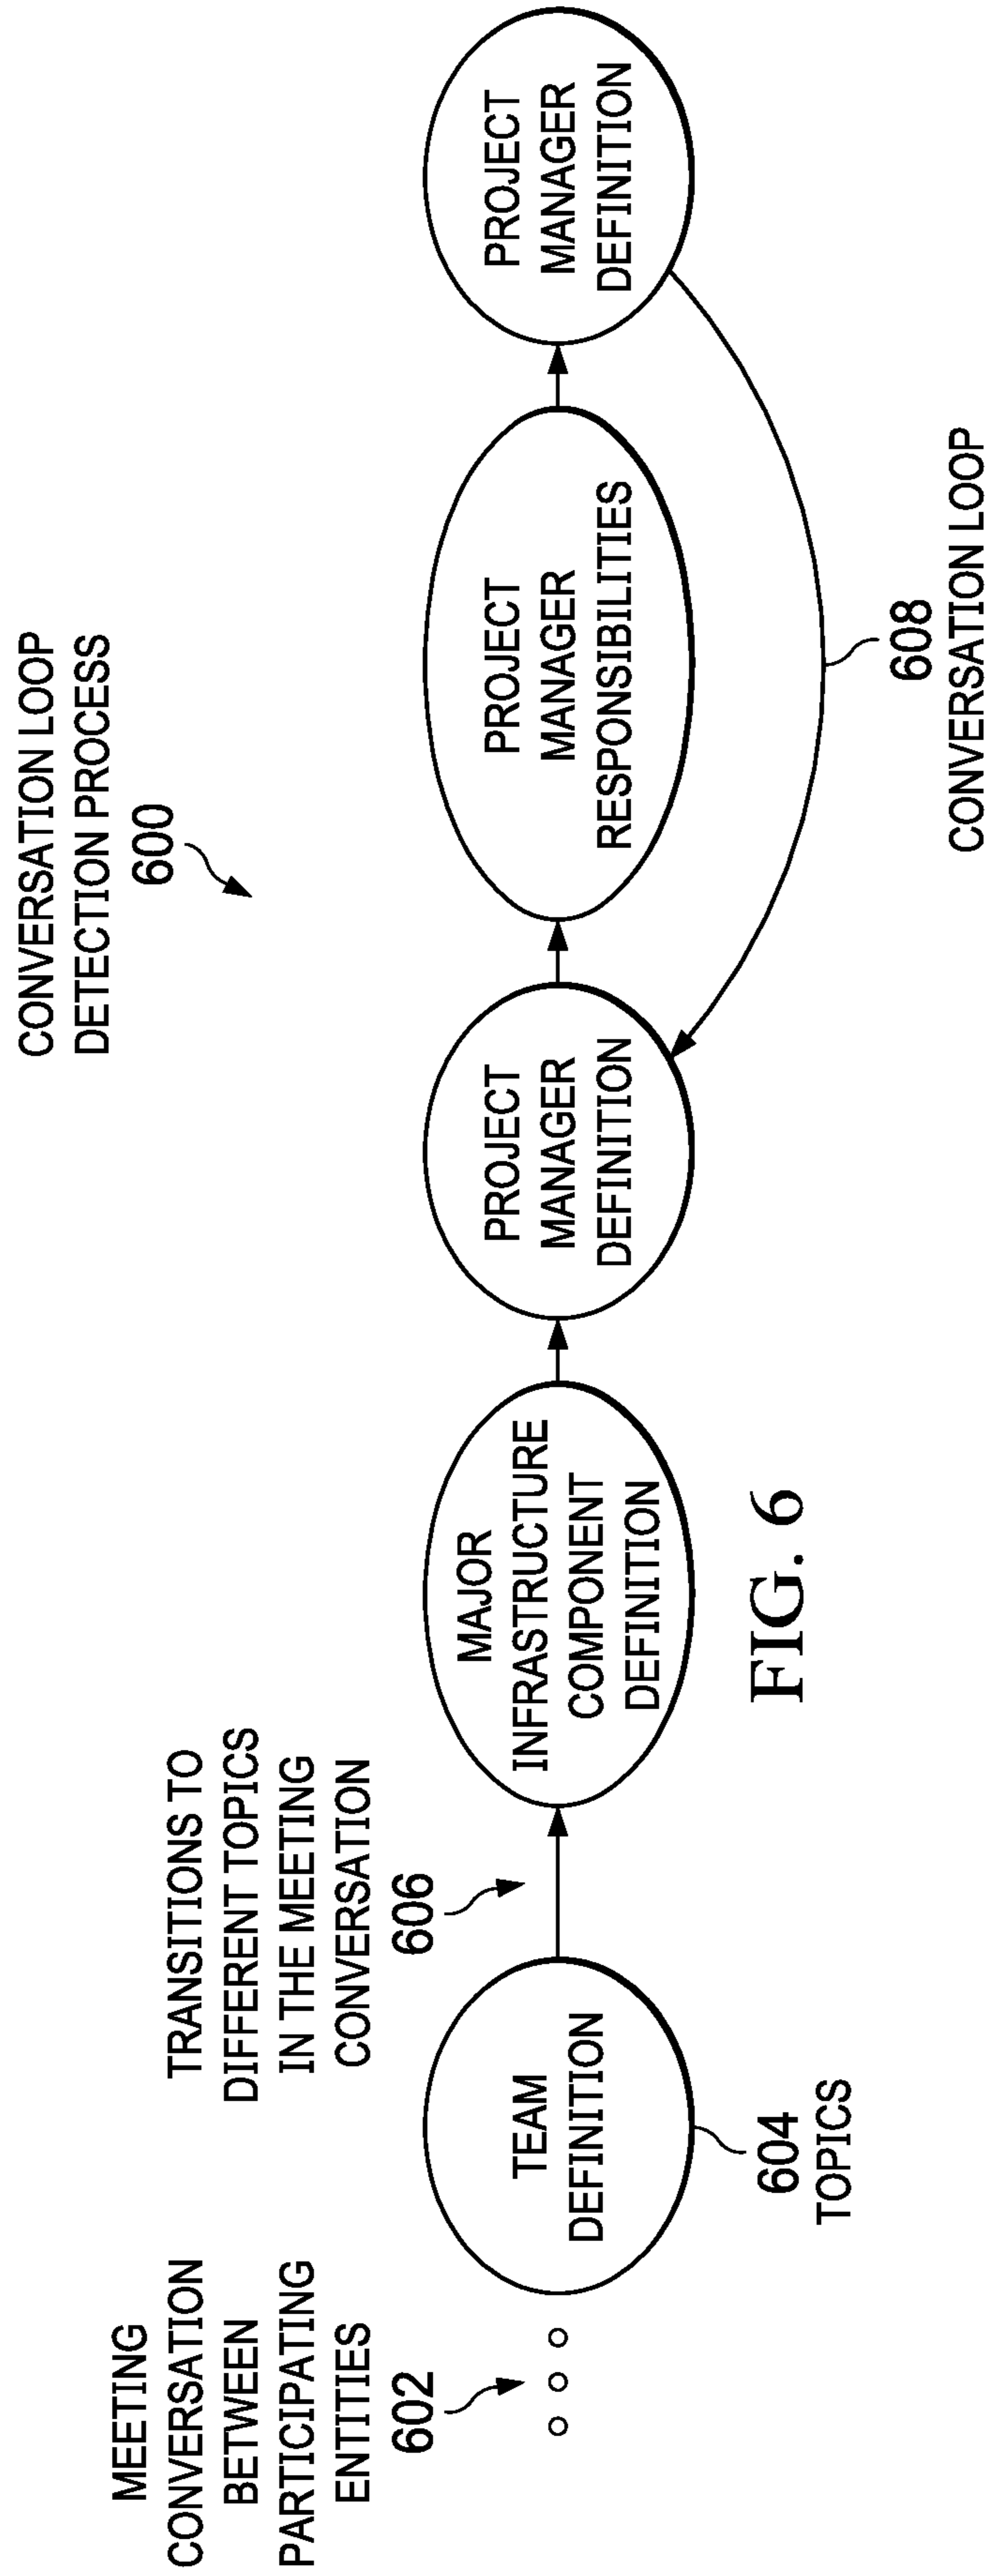 CONVERSATION LOOP
DETECTION PROCESS
600
MEETING
CONVERSATION
BETWEEN
PARTICIPATING
ENTITIES
602
TRANSITIONS TO
DIFFERENT TOPICS
IN THE MEETING
CONVERSATION
606
TEAM
DEFINITION
MAJOR
INFRASTRUCTURE
COMPONENT
DEFINITION
PROJECT
MANAGER
DEFINITION
PROJECT
MANAGER
RESPONSIBILITIES
PROJECT
MANAGER
DEFINITION
604
TOPICS
608
CONVERSATION LOOP
FIG. 6